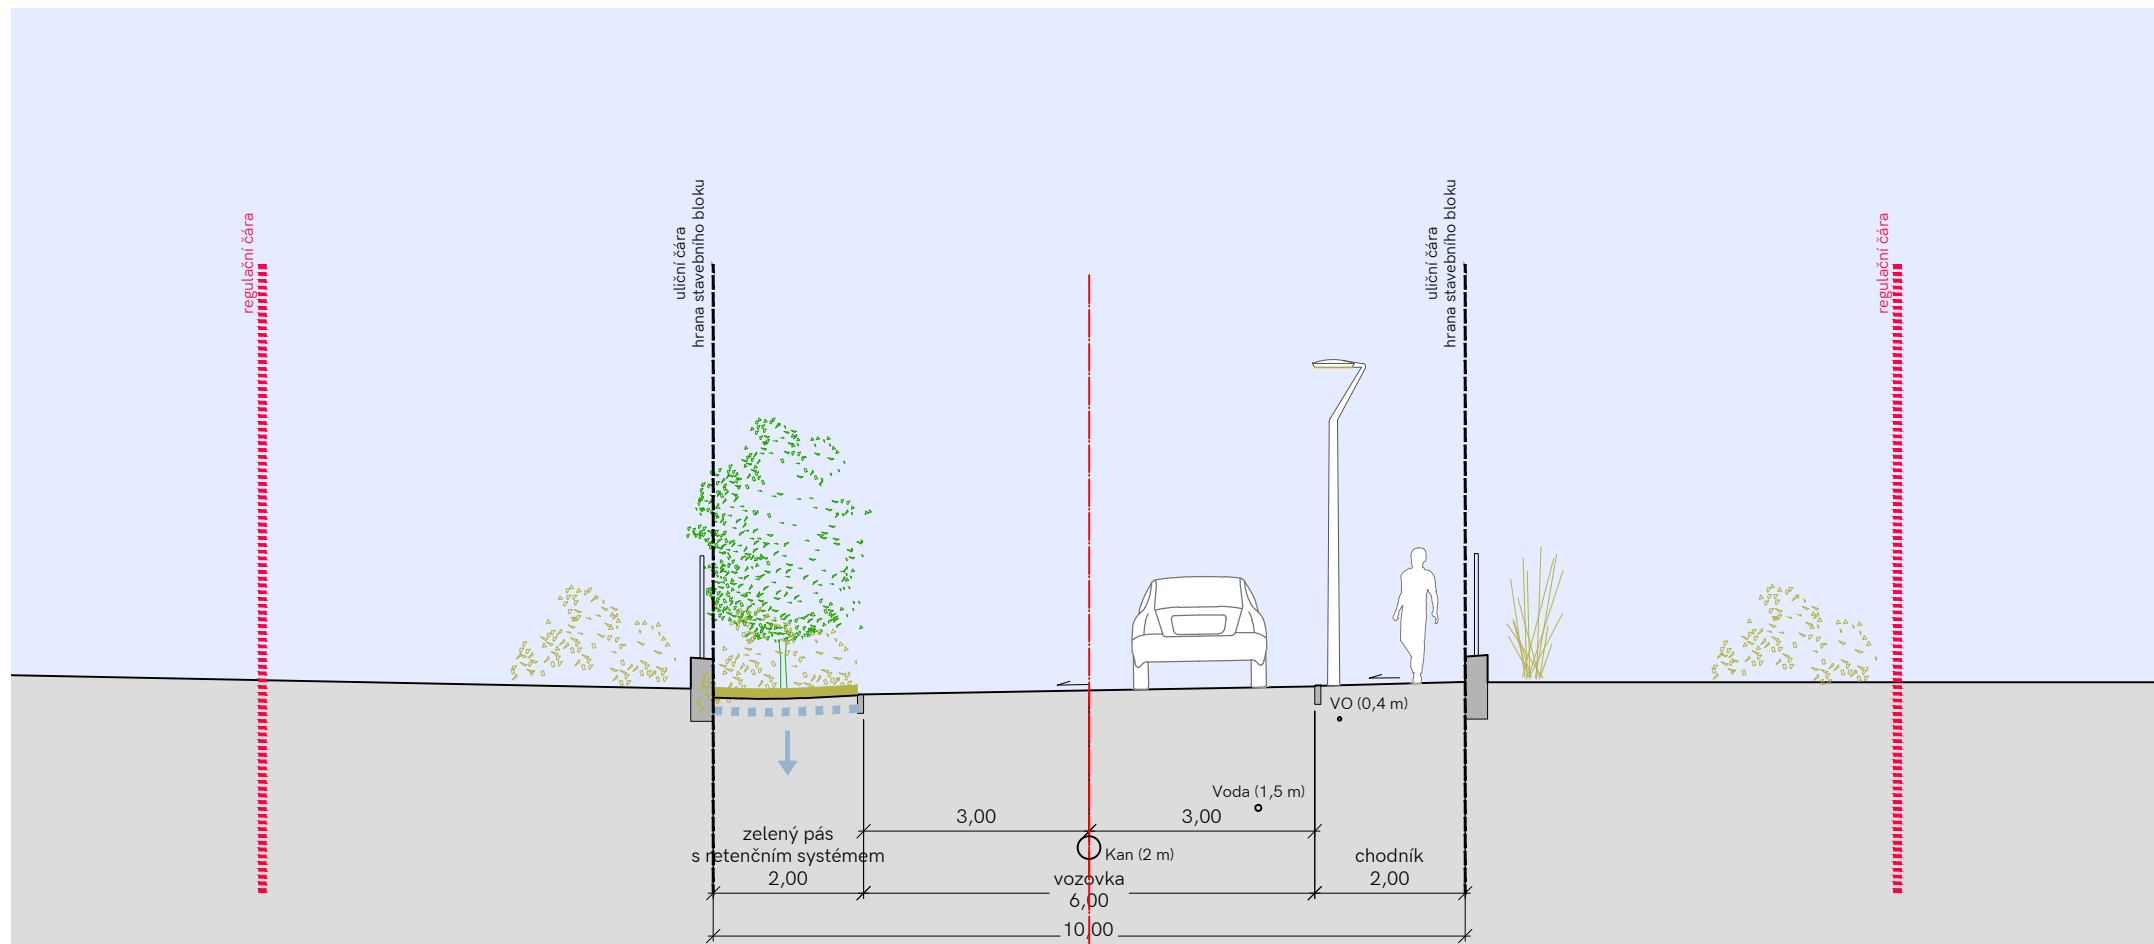 regulační čára
uliční čára
hrana stavebního bloku
uliční čára
hrana stavebního bloku
regulační čára
VO (0,4 m)
Voda (1,5 m)
3,00
3,00
zelený pás
s retenčním systémem
2,00
Kan (2 m)
vozovka
6,00
chodník
2,00
10,00